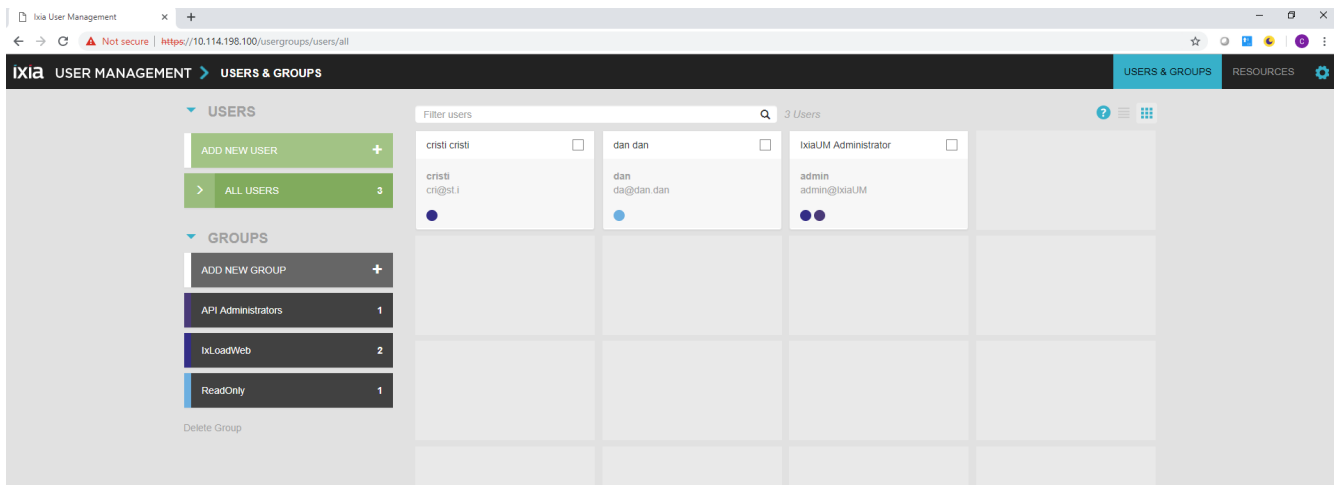 Ixia User Management
Not secure | https://10.114.198.100/usergroups/users/all
ixia USER MANAGEMENT USERS & GROUPS
USERS & GROUPS RESOURCES
USERS
ADD NEW USER +
ALL USERS 3
GROUPS
ADD NEW GROUP +
API Administrators 1
IxLoadWeb 2
ReadOnly 1
Delete Group
Filter users
3 Users
?
cristi cristi
cristi
cri@st.i
dan dan
dan
da@dan.dan
IxiaUM Administrator
admin
admin@IxiaUM
C